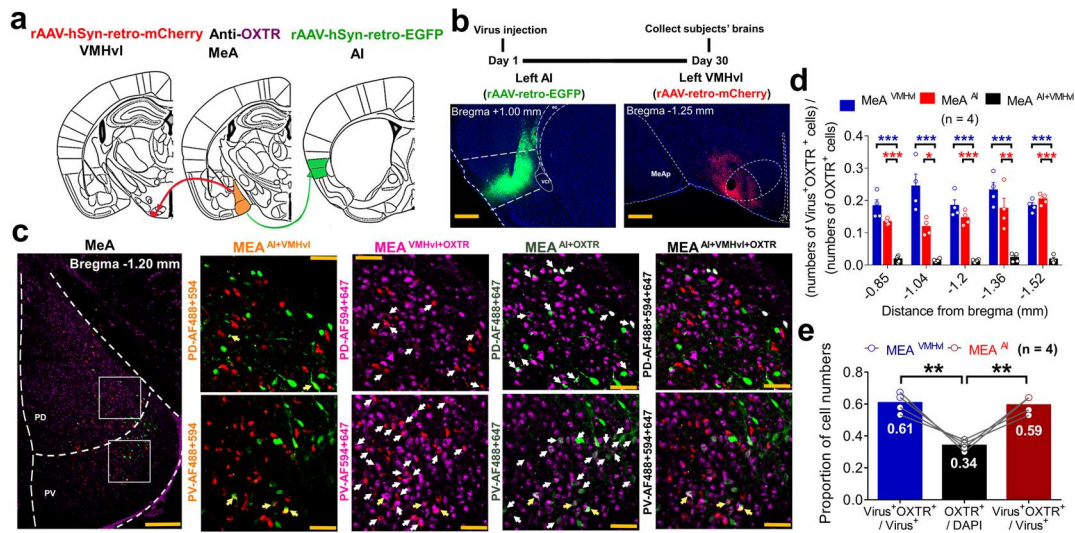 a
rAAV-hSyn-retro-mCherry
VMHvl
Anti-OXTR
MeA
rAAV-hSyn-retro-EGFP
AI
b
Virus injection
Collect subjects' brains
Day 1
Day 30
Left AI
(rAAV-retro-EGFP)
Left VMHvl
(rAAV-retro-mCherry)
Bregma +1.00 mm
Bregma -1.25 mm
MeAp
c
MeA
Bregma -1.20 mm
PD
PV
MEA AI+VMHvl
MEA VMHvl+OXTR
MEA AI+OXTR
MEA AI+VMHvl+OXTR
PD-AF488+594
PD-AF594+647
PD-AF488+647
PD-AF488+594+647
PV-AF488+594
PV-AF594+647
PV-AF488+647
PV-AF488+594+647
d
MeA VMHvl
MeA AI
MeA AI+VMHvl
(n = 4)
(numbers of Virus+OXTR + cells) /
(numbers of OXTR+ cells)
0.4
0.3
0.2
0.1
0.0
*** *** *** *** ***
*** * *** ** ***
-0.85
-1.04
-1.2
-1.36
-1.52
Distance from bregma (mm)
e
MEA VMHvl
MEA AI
(n = 4)
Proportion of cell numbers
0.8
0.6
0.4
0.2
0.0
** **
0.61
0.34
0.59
Virus+OXTR+
/ Virus+
OXTR+
/ DAPI
Virus+OXTR+
/ Virus+